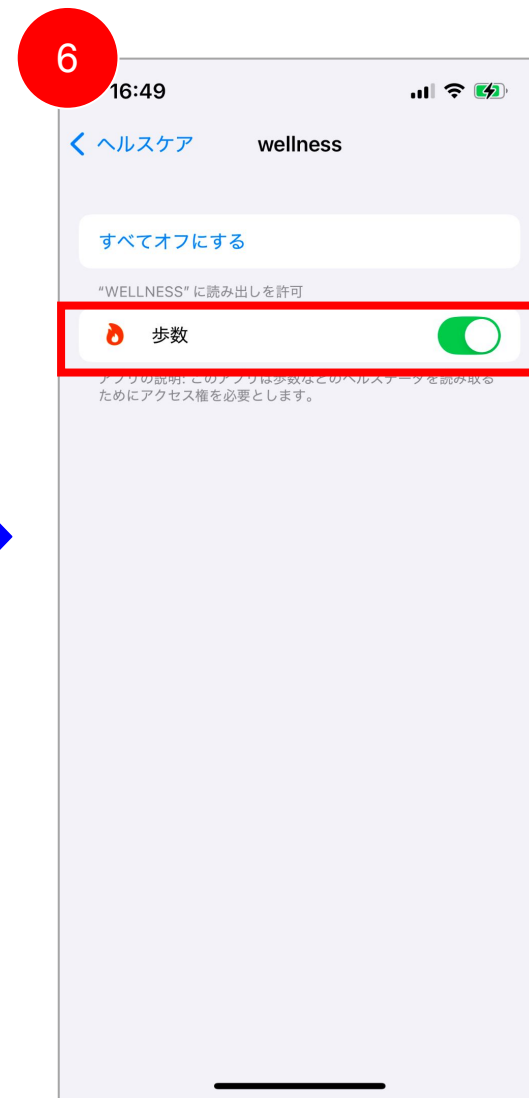 6
16:49
ヘルスケア wellness
すべてオフにする
“WELLNESS” に読み出しを許可
歩数
アプリの説明: このアプリは歩数などのヘルスデータを読み取る
ためにアクセス権を必要とします。